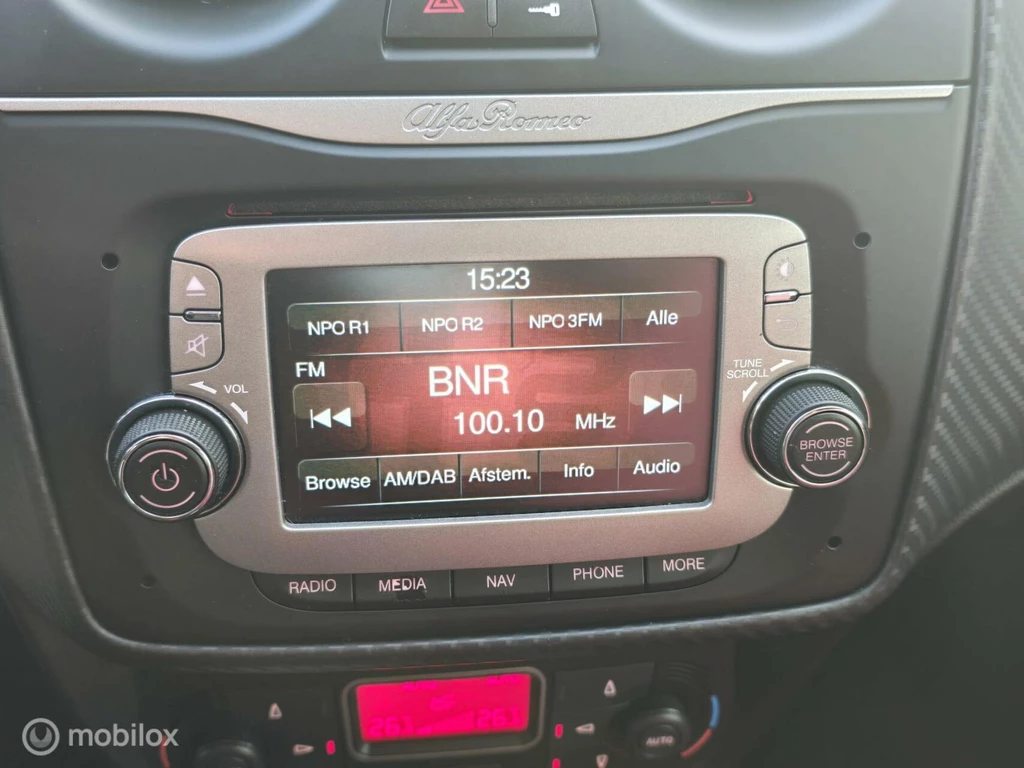 Alfa Romeo
15:23
NPO R1 NPO R2 NPO 3FM Alle
FM
BNR
100.10 MHz
Browse AM/DAB Afstem. Info Audio
VOL
TUNE
SCROLL
BROWSE
ENTER
RADIO MEDIA NAV PHONE MORE
AUTO
mobilox